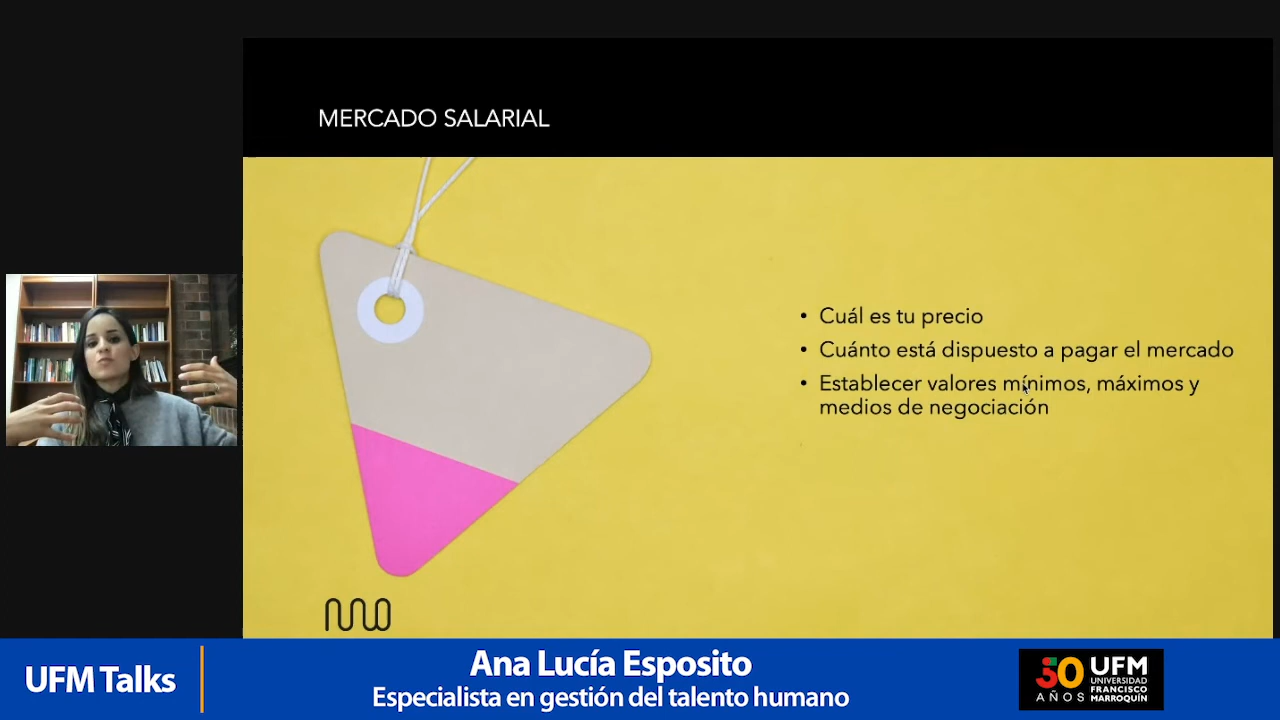 MERCADO SALARIAL
• Cuál es tu precio
• Cuánto está dispuesto a pagar el mercado
• Establecer valores mínimos, máximos y
medios de negociación
UFM Talks
Ana Lucía Esposito
Especialista en gestión del talento humano
50
AÑOS
UFM
UNIVERSIDAD
FRANCISCO
MARROQUÍN